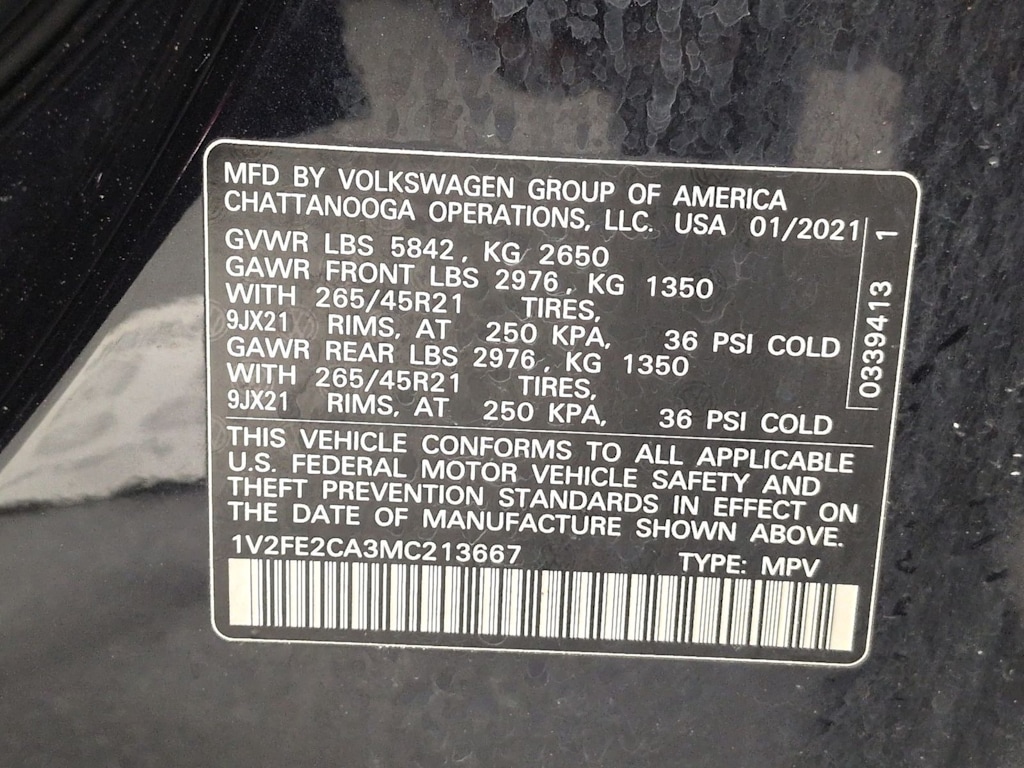 MFD BY VOLKSWAGEN GROUP OF AMERICA
CHATTANOOGA OPERATIONS, LLC. USA 01/2021
GVWR LBS 5842, KG 2650
GAWR FRONT LBS 2976, KG 1350
WITH 265/45R21 TIRES,
9JX21 RIMS, AT 250 KPA, 36 PSI COLD
GAWR REAR LBS 2976, KG 1350
WITH 265/45R21 TIRES,
9JX21 RIMS, AT 250 KPA, 36 PSI COLD
0339413 1
THIS VEHICLE CONFORMS TO ALL APPLICABLE
U.S. FEDERAL MOTOR VEHICLE SAFETY AND
THEFT PREVENTION STANDARDS IN EFFECT ON
THE DATE OF MANUFACTURE SHOWN ABOVE.
1V2FE2CA3MC213667 TYPE: MPV